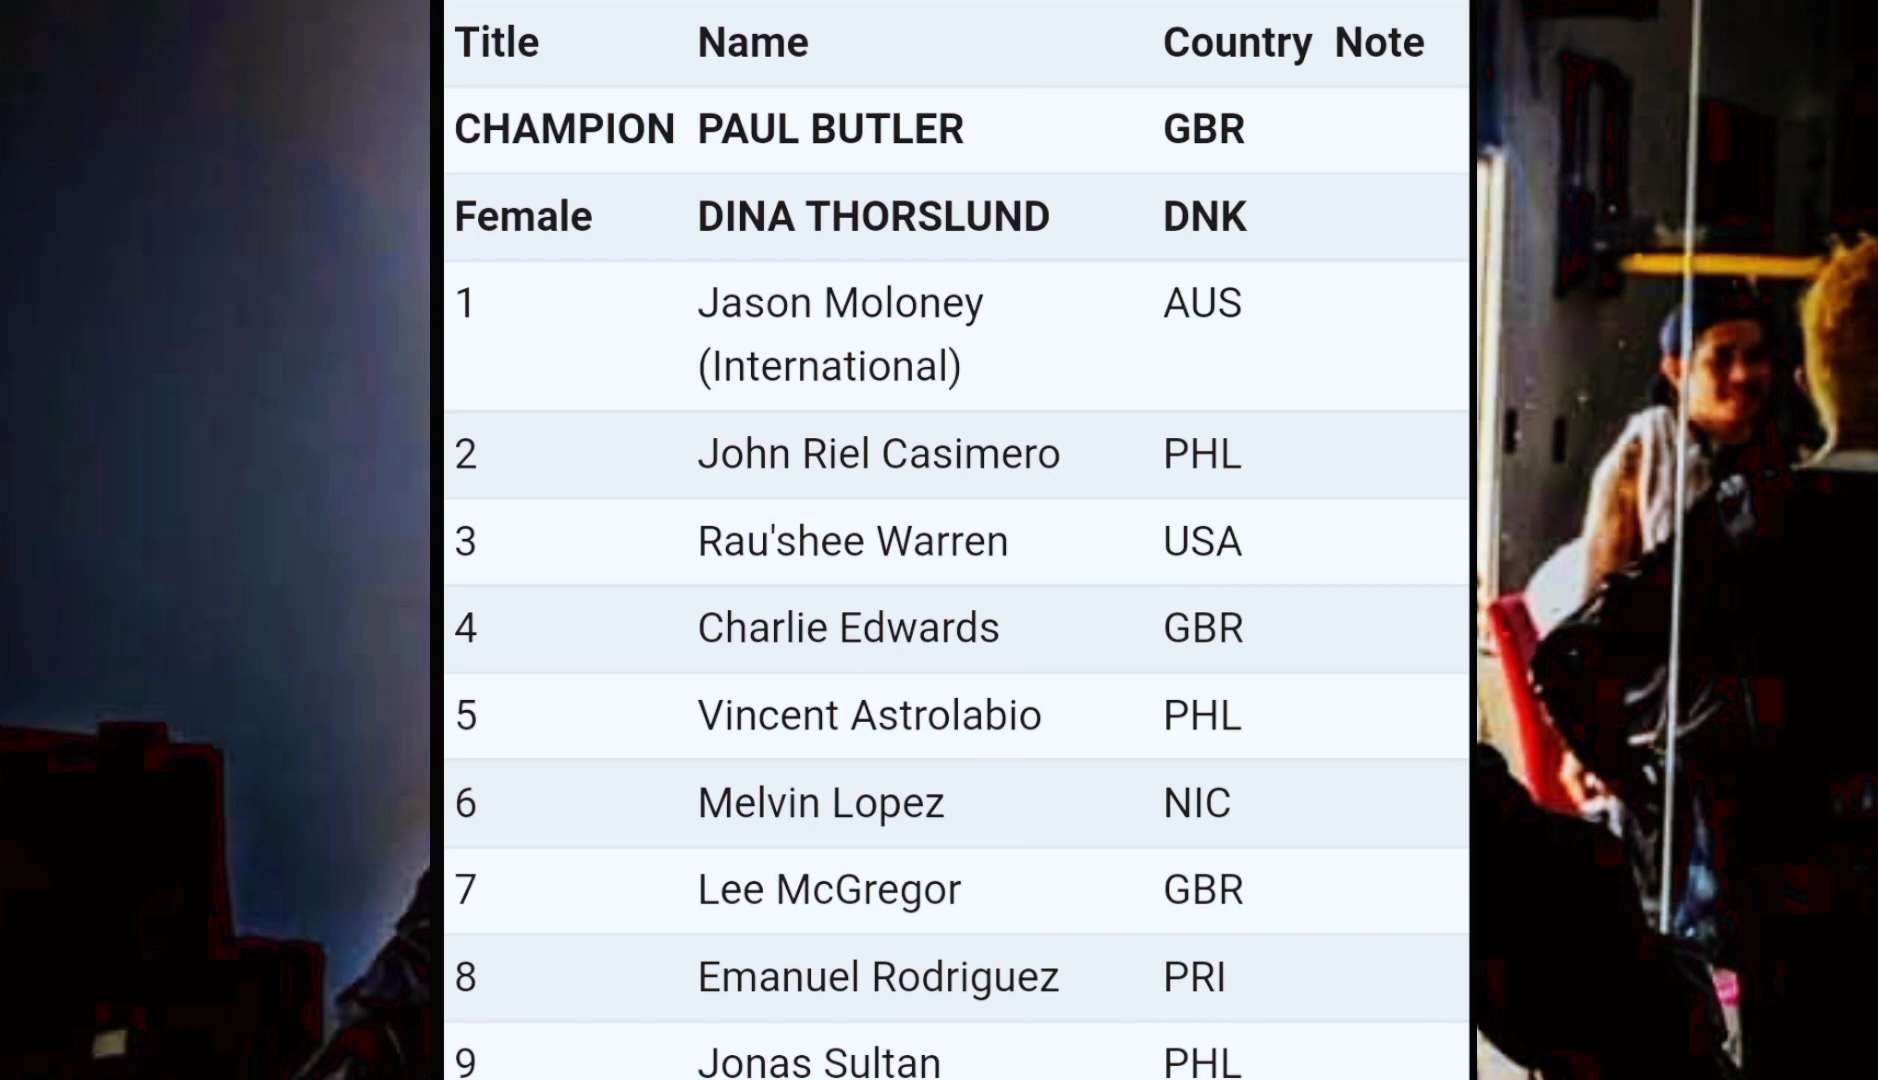 Title Name Country Note
CHAMPION PAUL BUTLER GBR
Female DINA THORSLUND DNK
1 Jason Moloney AUS
(International)
2 John Riel Casimero PHL
3 Rau'shee Warren USA
4 Charlie Edwards GBR
5 Vincent Astrolabio PHL
6 Melvin Lopez NIC
7 Lee McGregor GBR
8 Emanuel Rodriguez PRI
9 Jonas Sultan PHL